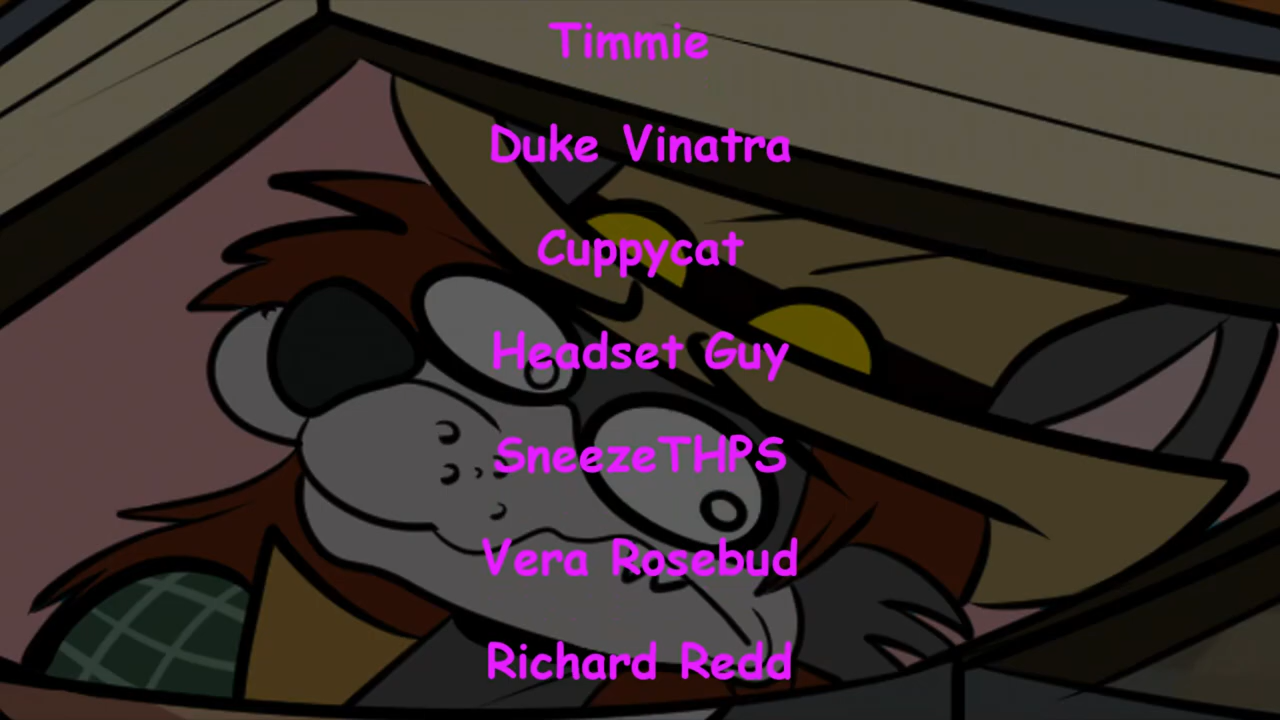 Timmie
Duke Vinatra
Cuppycat
Headset Guy
SneezeTHPS
Vera Rosebud
Richard Redd